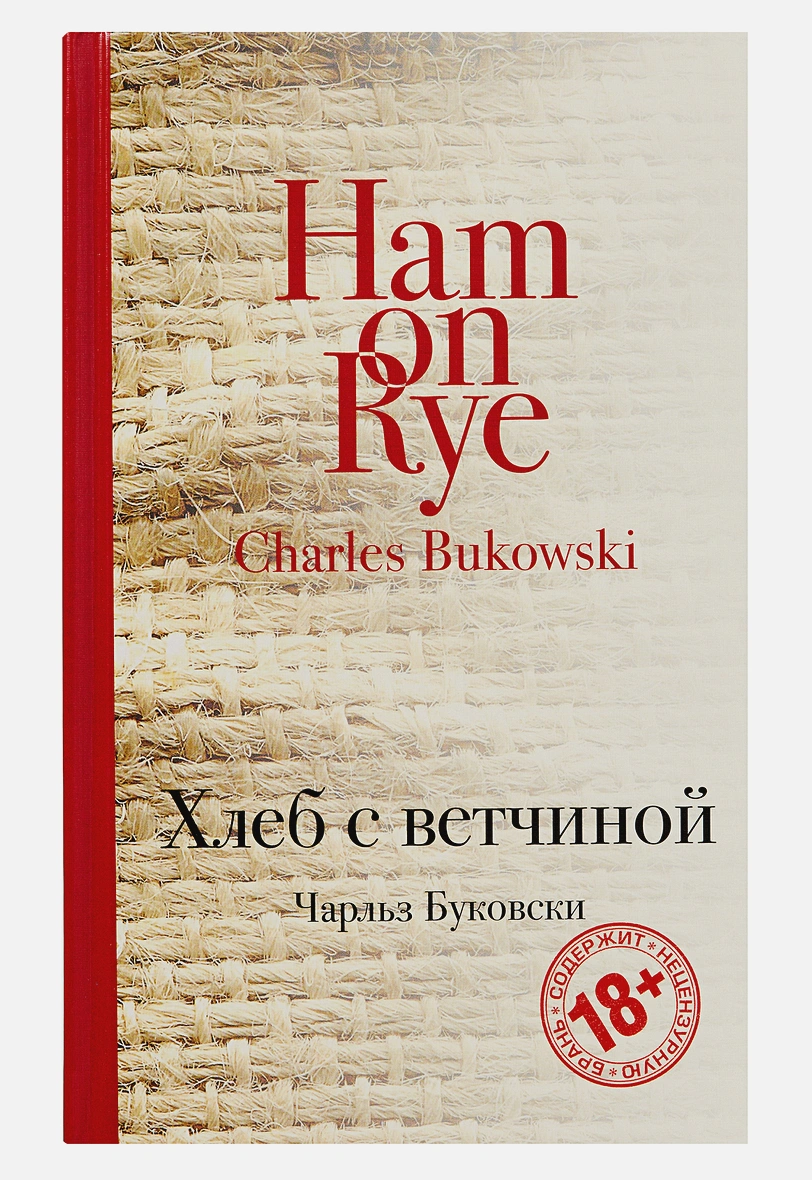 Ham
on
Rye
Charles Bukowski
Хлеб с ветчиной
Чарльз Буковски
СОДЕРЖИТ * НЕЦЕНЗУРНУЮ * БРАНЬ *
18+